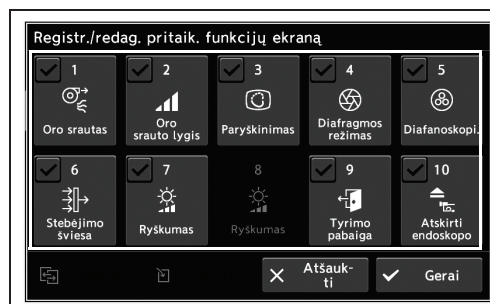 Registr./redag. pritaik. funkcijų ekraną
1
Oro srautas
2
Oro
srauto lygis
3
Paryškinimas
4
Diafragmos
režimas
5
Diafanoskopi.
6
Stebėjimo
šviesa
7
Ryškumas
8
Ryškumas
9
Tyrimo
pabaiga
10
Atskirti
endoskopo
Atšauk-
ti
Gerai